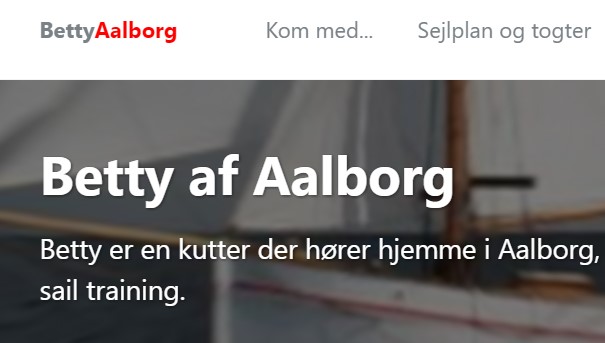 BettyAalborg Kom med... Sejlplan og togter
Betty af Aalborg
Betty er en kutter der hører hjemme i Aalborg,
sail training.